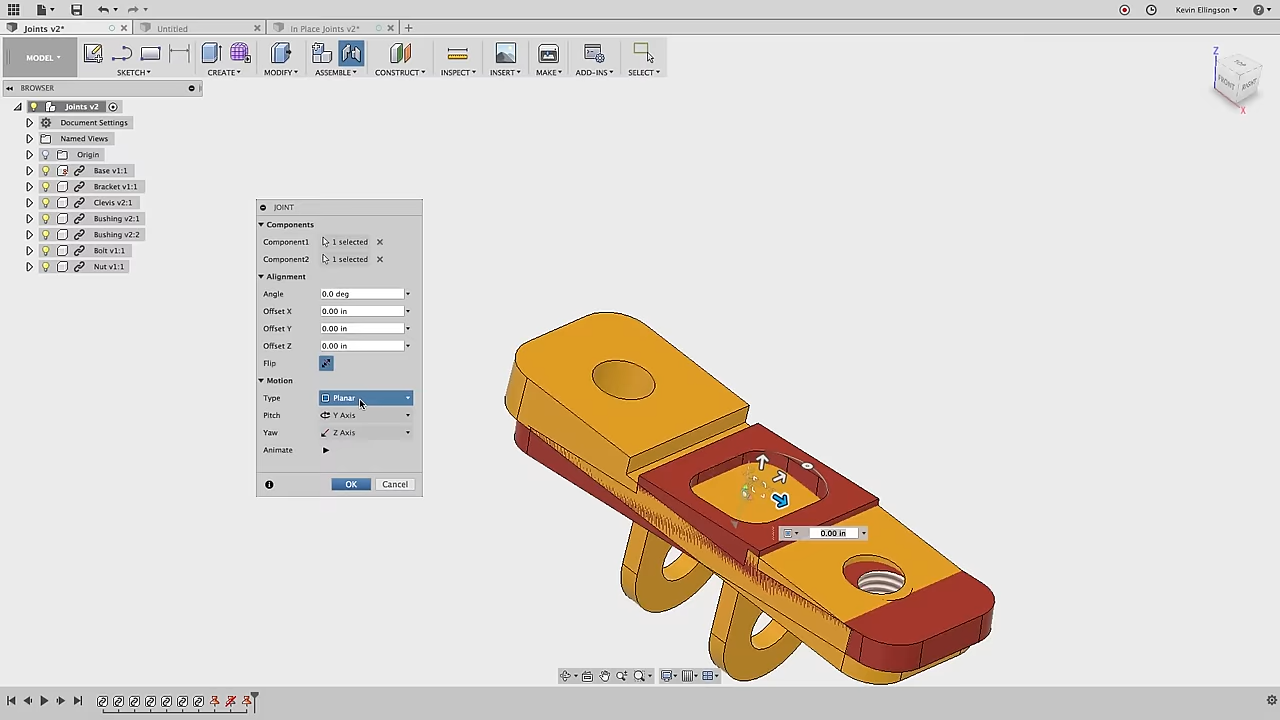 Kevin Ellingson
Joints v2*
Untitled
In Place Joints v2*
MODEL
SKETCH
CREATE
MODIFY
ASSEMBLE
CONSTRUCT
INSPECT
INSERT
MAKE
ADD-INS
SELECT
BROWSER
Joints v2
Document Settings
Named Views
Origin
Base v1:1
Bracket v1:1
Clevis v2:1
Bushing v2:1
Bushing v2:2
Bolt v1:1
Nut v1:1
JOINT
Components
Component1 1 selected
Component2 1 selected
Alignment
Angle 0.0 deg
Offset X 0.00 in
Offset Y 0.00 in
Offset Z 0.00 in
Flip
Motion
Type Planar
Pitch Y Axis
Yaw Z Axis
Animate
OK Cancel
0.00 in
Z
TOP
FRONT
RIGHT
X